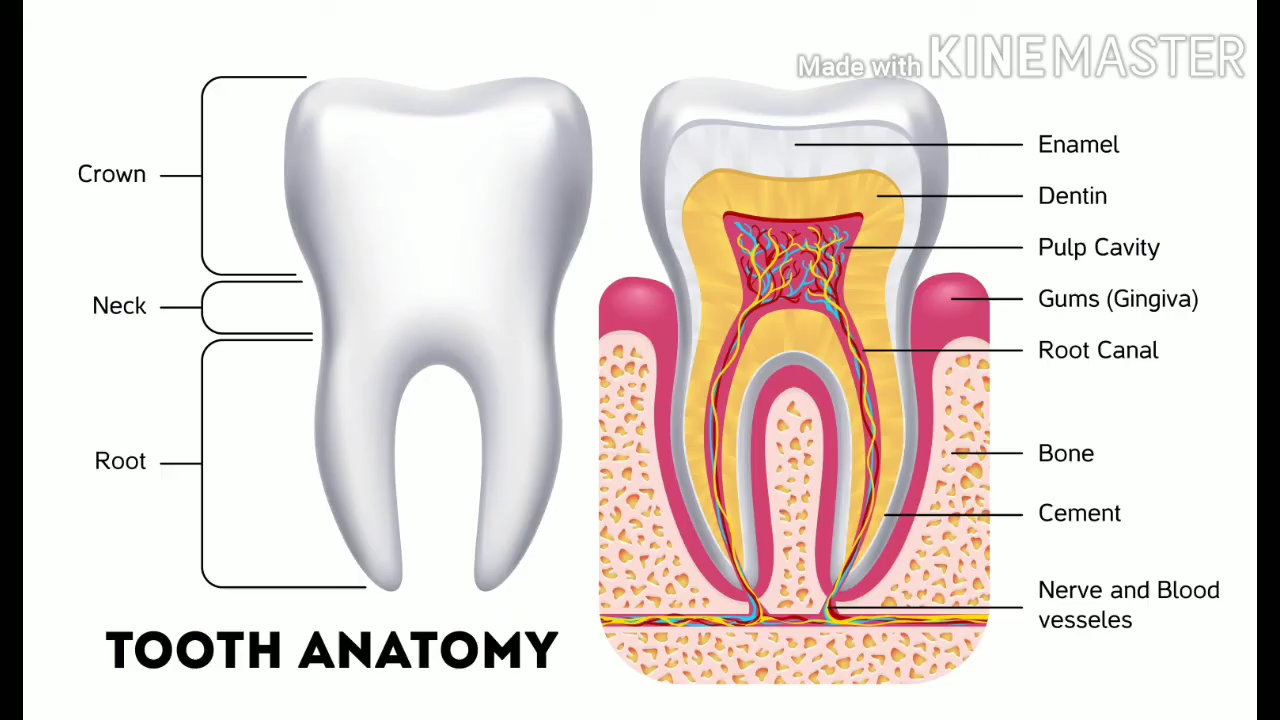 Made with KINEMASTER
Crown
Neck
Root
TOOTH ANATOMY
Enamel
Dentin
Pulp Cavity
Gums (Gingiva)
Root Canal
Bone
Cement
Nerve and Blood
vesseles